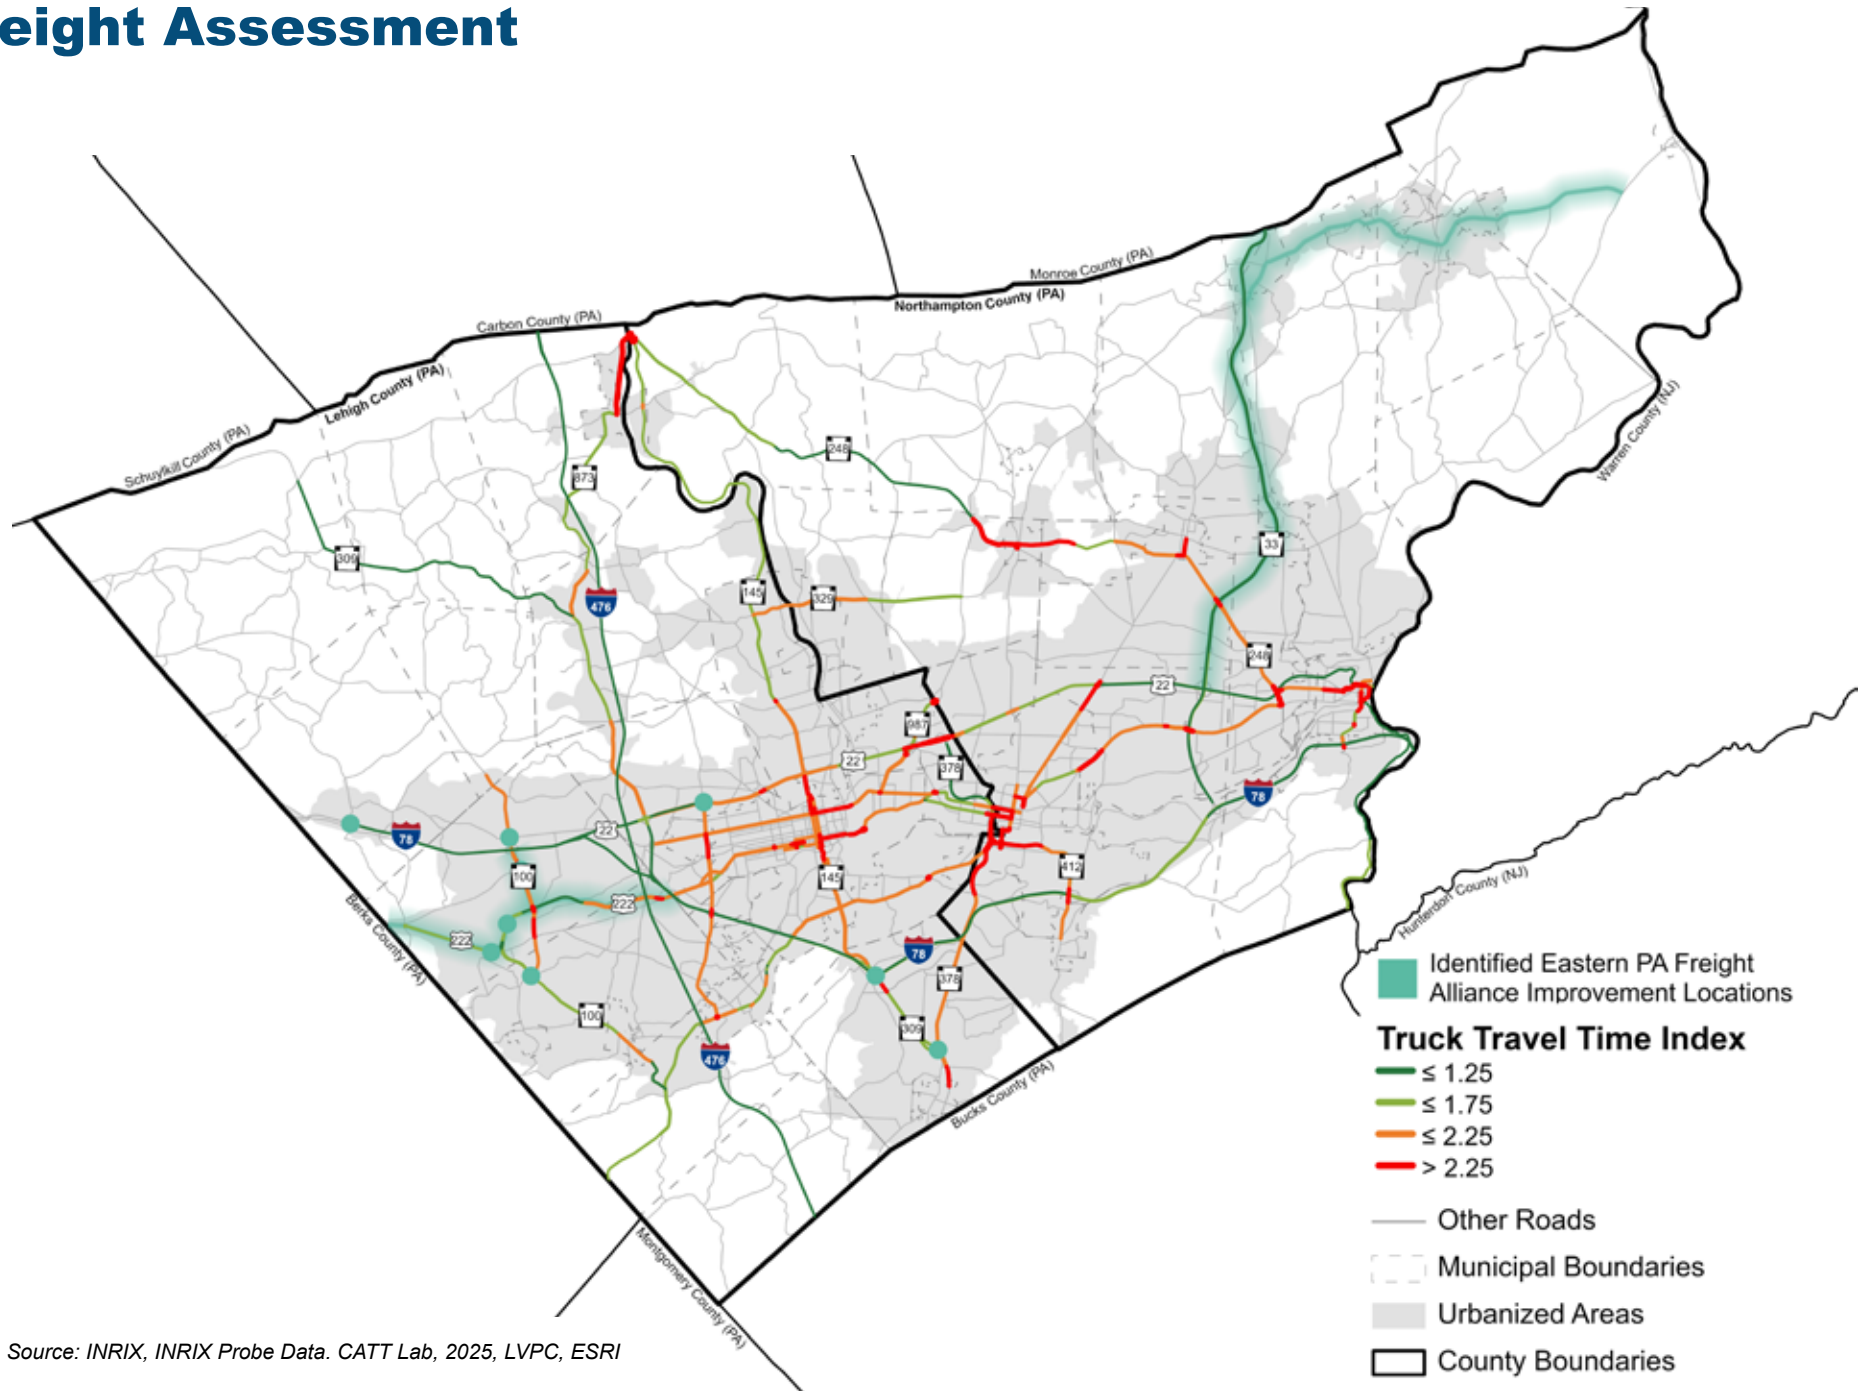 eight Assessment
Monroe County (PA)
Northampton County (PA)
Carbon County (PA)
Lehigh County (PA)
Schuylkill County (PA)
Warren County (NJ)
248
873
33
309
476
145
329
248
22
987
22
378
78
22
78
412
100
145
222
222
Berks County (PA)
Hunterdon County (NJ)
78
378
100
309
476
Bucks County (PA)
Montgomery County (PA)
Identified Eastern PA Freight
Alliance Improvement Locations
Truck Travel Time Index
≤ 1.25
≤ 1.75
≤ 2.25
> 2.25
Other Roads
Municipal Boundaries
Urbanized Areas
County Boundaries
Source: INRIX, INRIX Probe Data. CATT Lab, 2025, LVPC, ESRI